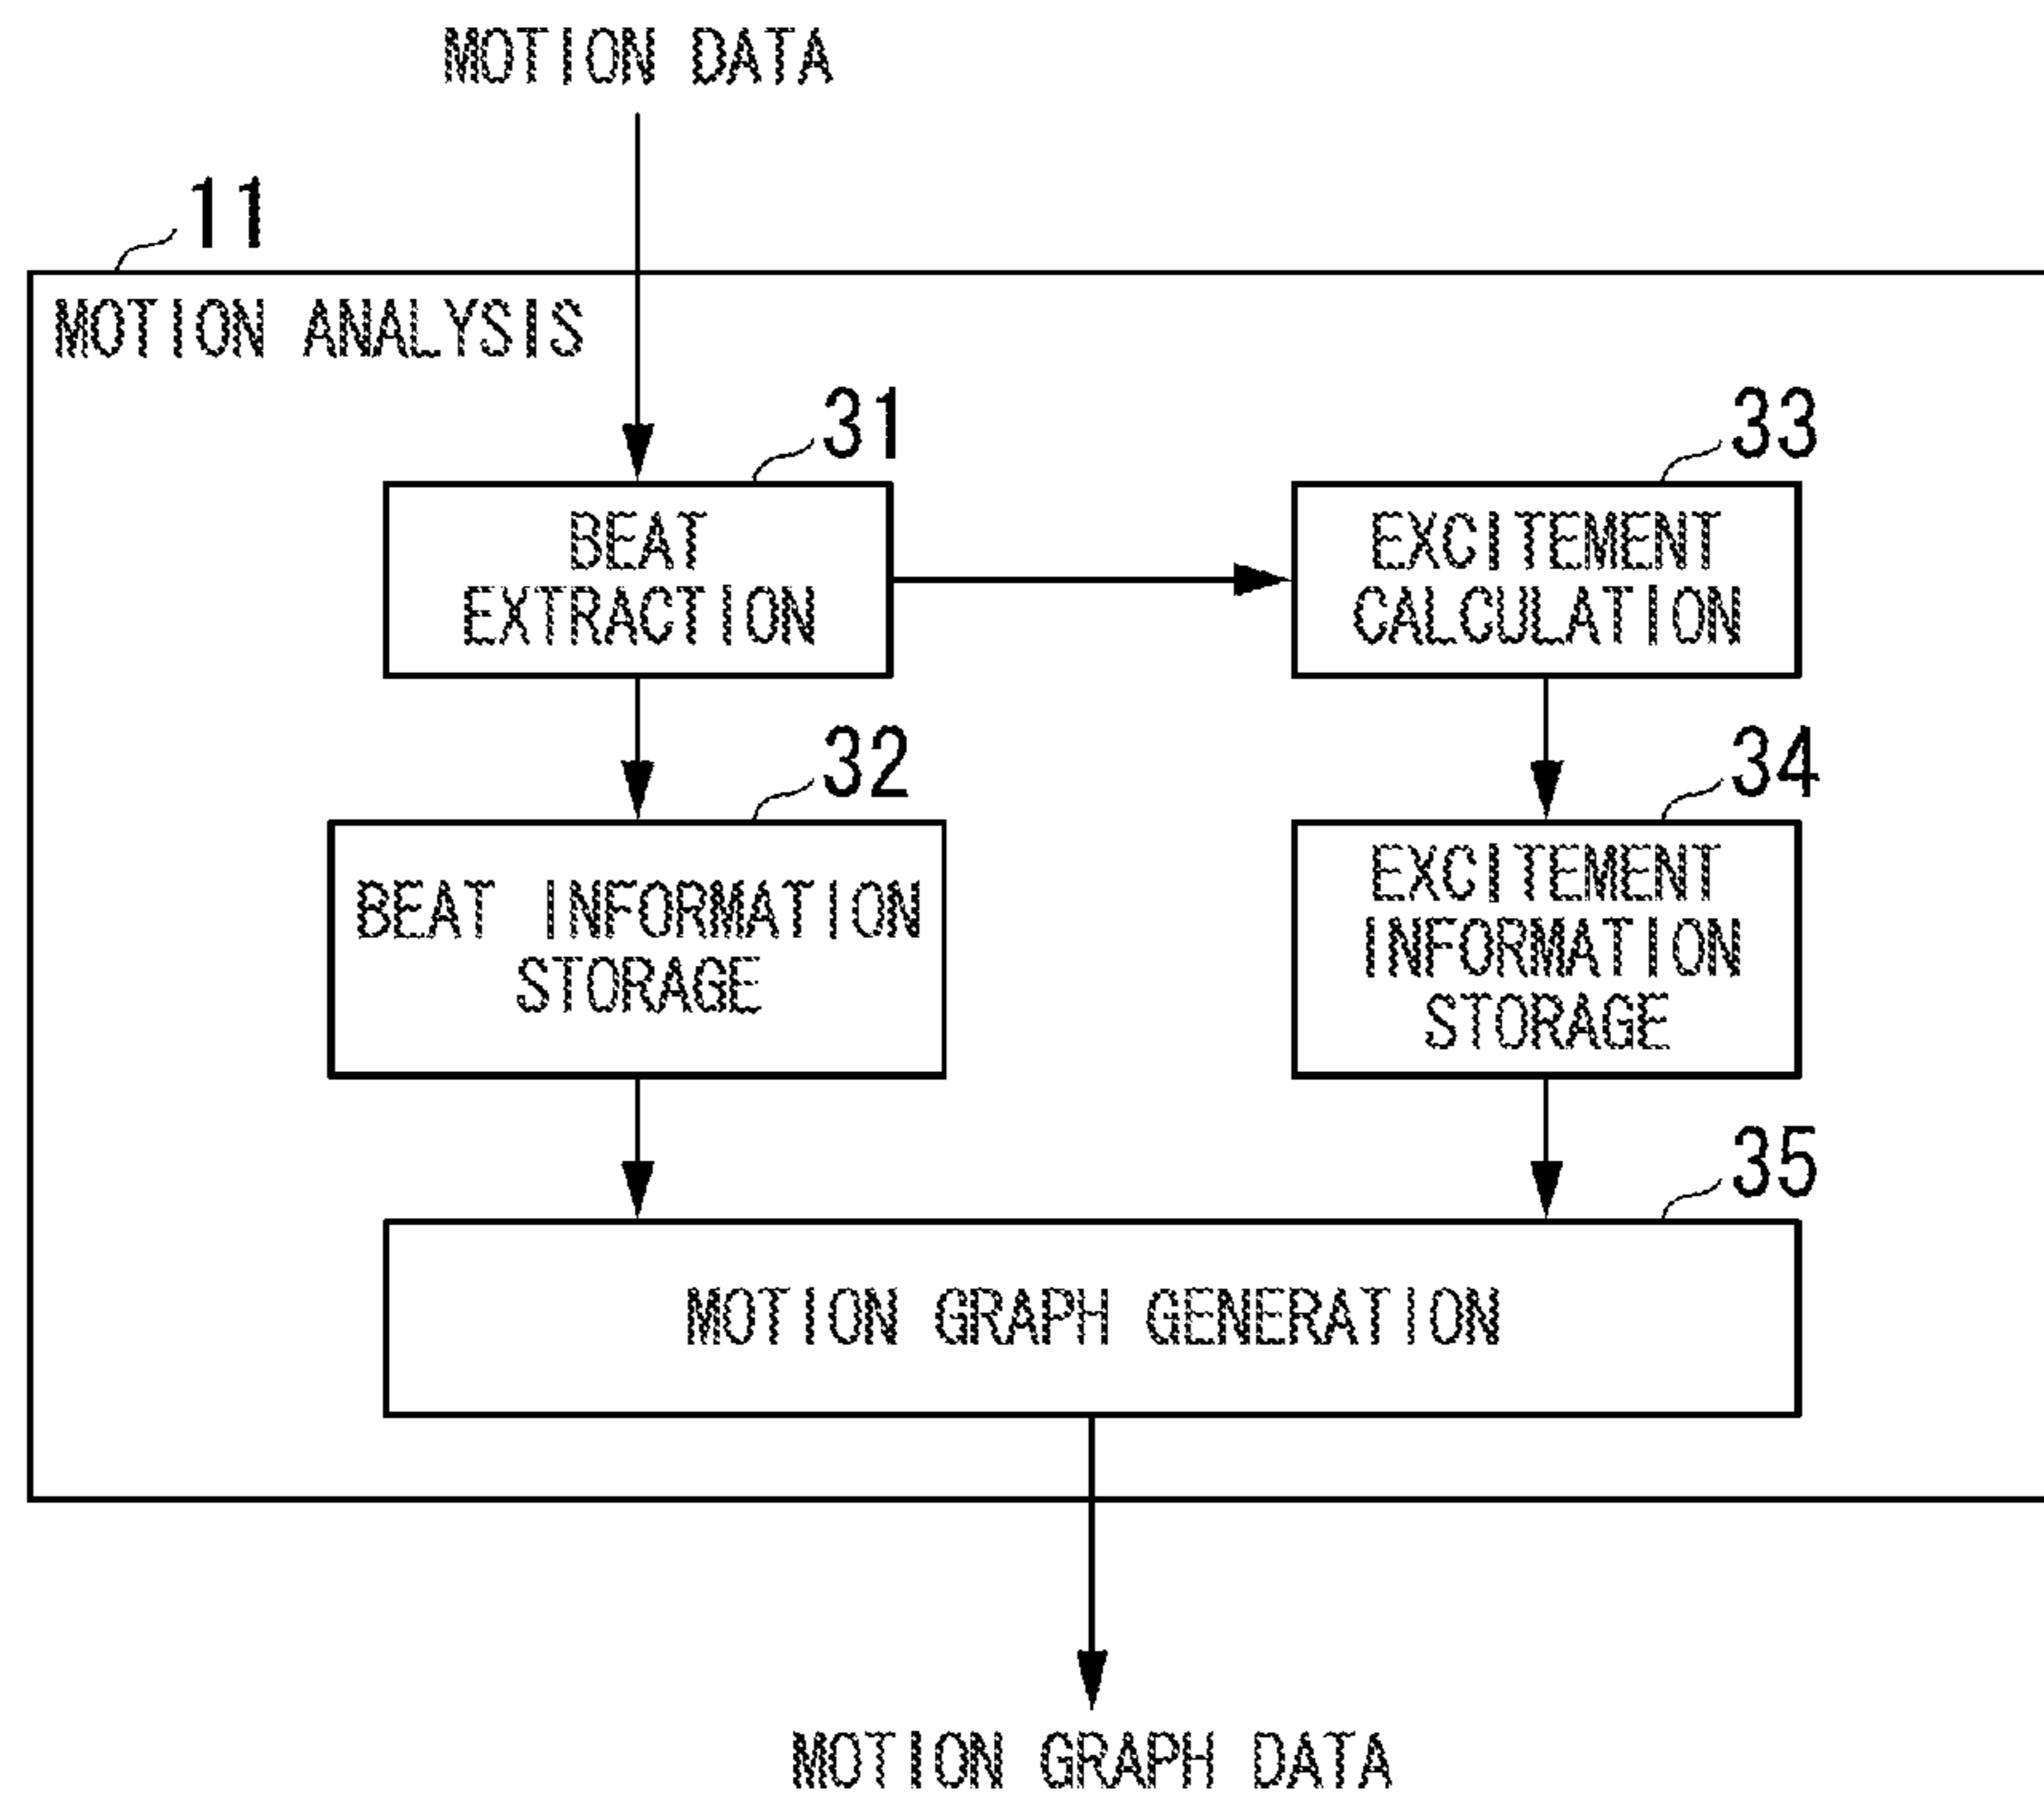 MOTION DATA
11
MOTION ANALYSIS
31
BEAT
EXTRACTION
33
EXCITEMENT
CALCULATION
32
BEAT INFORMATION
STORAGE
34
EXCITEMENT
INFORMATION
STORAGE
35
MOTION GRAPH GENERATION
MOTION GRAPH DATA